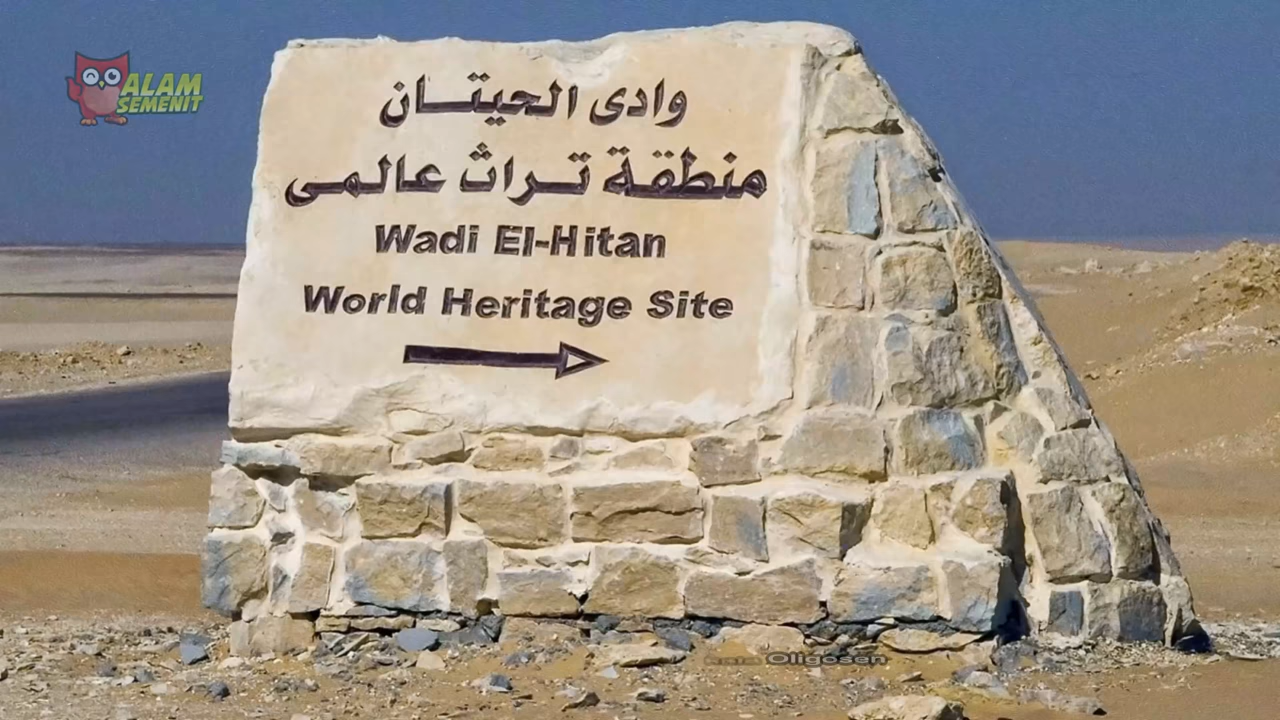 ALAM
SEMENIT
وادى الحيتان
منطقة تراث عالمى
Wadi El-Hitan
World Heritage Site
Oligosen